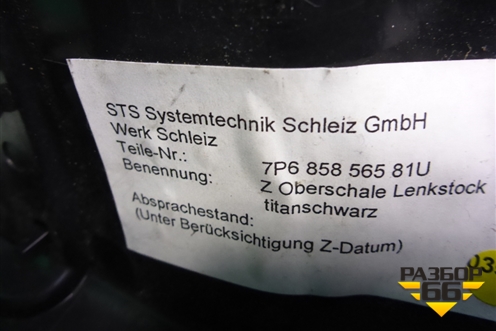 STS Systemtechnik Schleiz GmbH
Werk Schleiz
Teile-Nr.: 7P6 858 565 81U
Benennung: Z Oberschale Lenkstock
titanschwarz
Absprachestand:
(Unter Berücksichtigung Z-Datum)
03
РАЗБОР
66